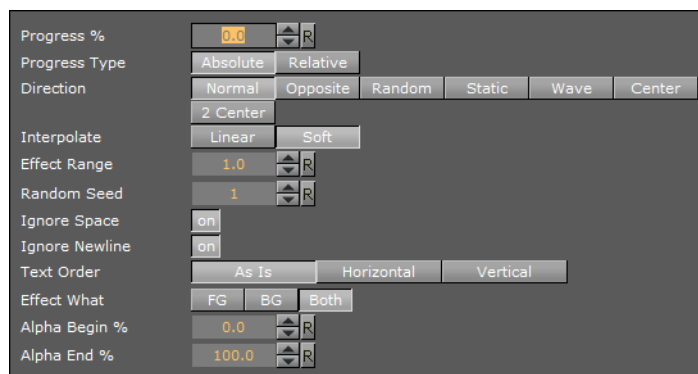 Progress % 0.0 R
Progress Type Absolute Relative
Direction Normal Opposite Random Static Wave Center
2 Center
Interpolate Linear Soft
Effect Range 1.0 R
Random Seed 1 R
Ignore Space on
Ignore Newline on
Text Order As Is Horizontal Vertical
Effect What FG BG Both
Alpha Begin % 0.0 R
Alpha End % 100.0 R